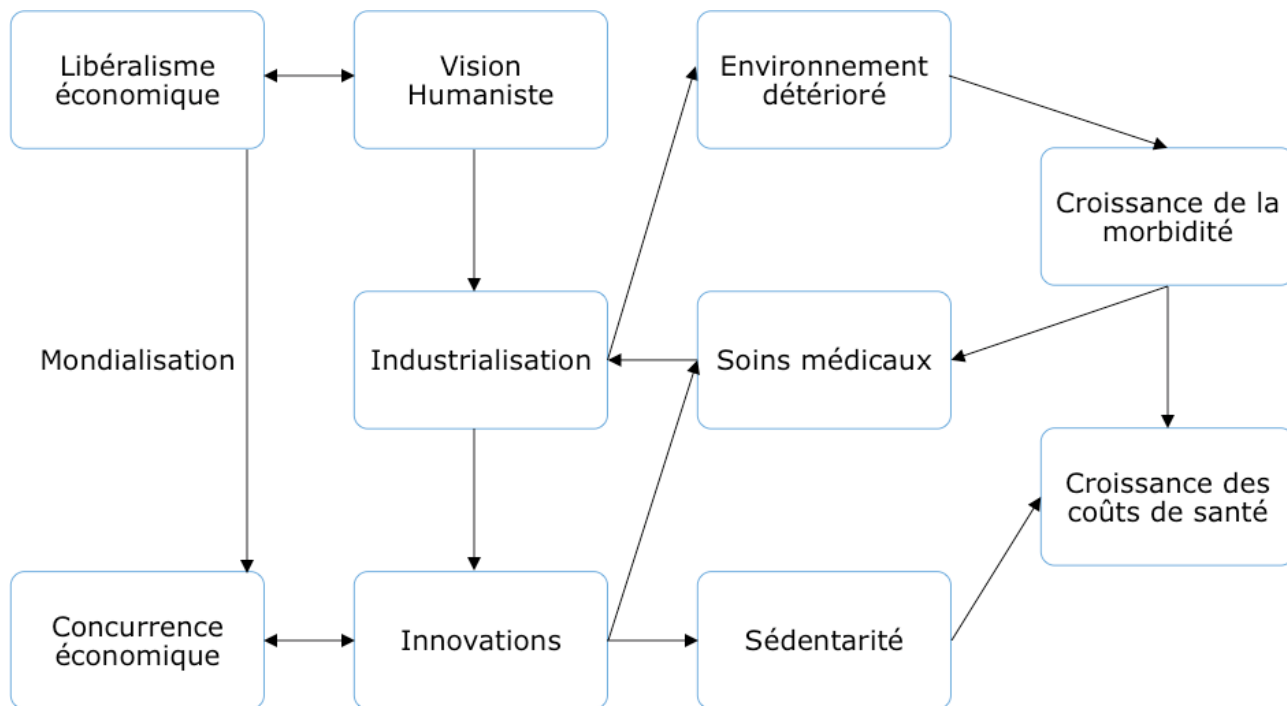 Libéralisme
économique
Vision
Humaniste
Environnement
détérioré
Croissance de la
morbidité
Mondialisation
Industrialisation
Soins médicaux
Croissance des
coûts de santé
Concurrence
économique
Innovations
Sédentarité